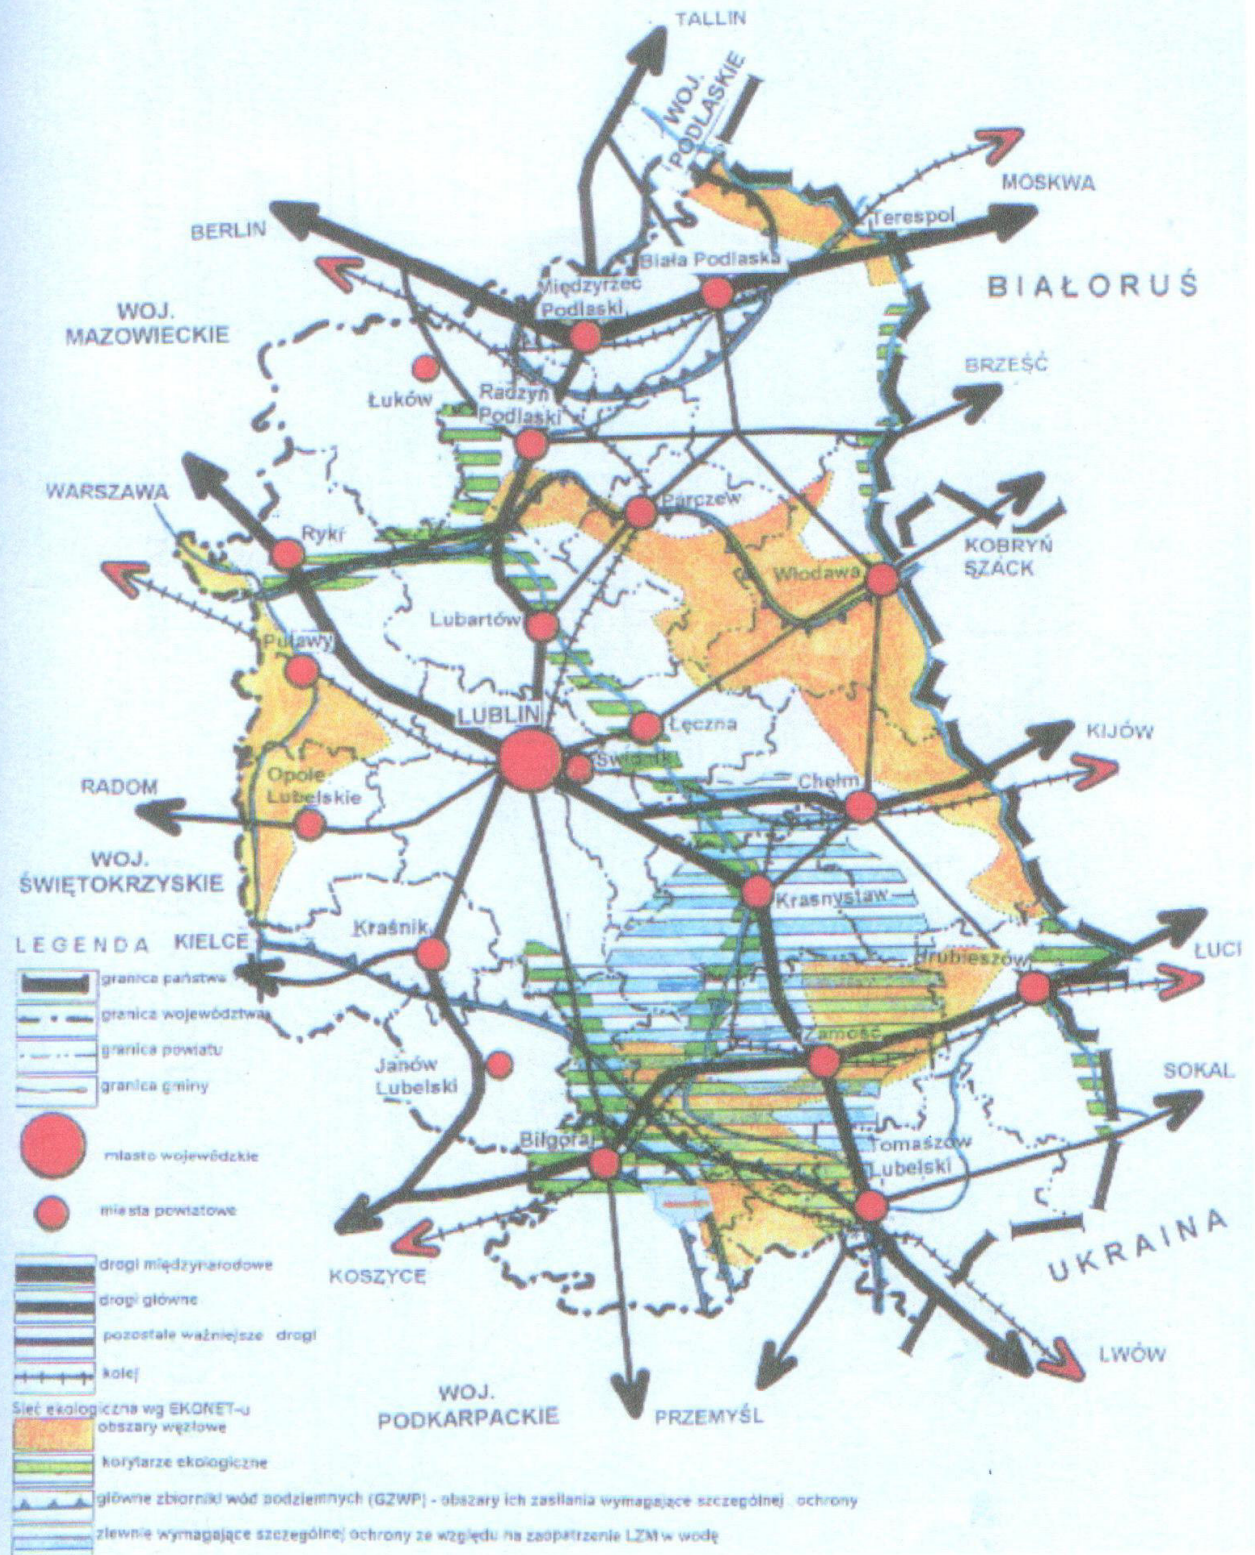 TALLIN
WOJ.
PODLASKIE
MOSKWA
BERLIN
Terespol
Biała Podlaska
BIAŁORUŚ
Międzyrzec
Podlaski
WOJ.
MAZOWIECKIE
BRZEŚĆ
Łuków
Radzyń
Podlaski
WARSZAWA
Parczew
Ryki
KOBRYŃ
SZACK
Włodawa
Lubartów
Puławy
LUBLIN
Łęczna
KIJÓW
Świdnik
Chełm
RADOM
Opole
Lubelskie
WOJ.
ŚWIĘTOKRZYSKIE
Krasnystaw
Kraśnik
LEGENDA
KIELCE
Hrubieszów
ŁUCK
granica państwa
granica województwa
Zamość
granica powiatu
Janów
Lubelski
SOKAL
granica gminy
Biłgoraj
Tomaszów
Lubelski
miasto wojewódzkie
miasta powiatowe
UKRAINA
drogi międzynarodowe
KOSZYCE
drogi główne
pozostałe ważniejsze drogi
LWÓW
kolej
WOJ.
PODKARPACKIE
PRZEMYŚL
Sieć ekologiczna wg EKONET-u
obszary węzłowe
korytarze ekologiczne
główne zbiorniki wód podziemnych (GZWP) - obszary ich zasilania wymagające szczególnej ochrony
zlewnie wymagające szczególnej ochrony ze względu na zaopatrzenie LZM w wodę